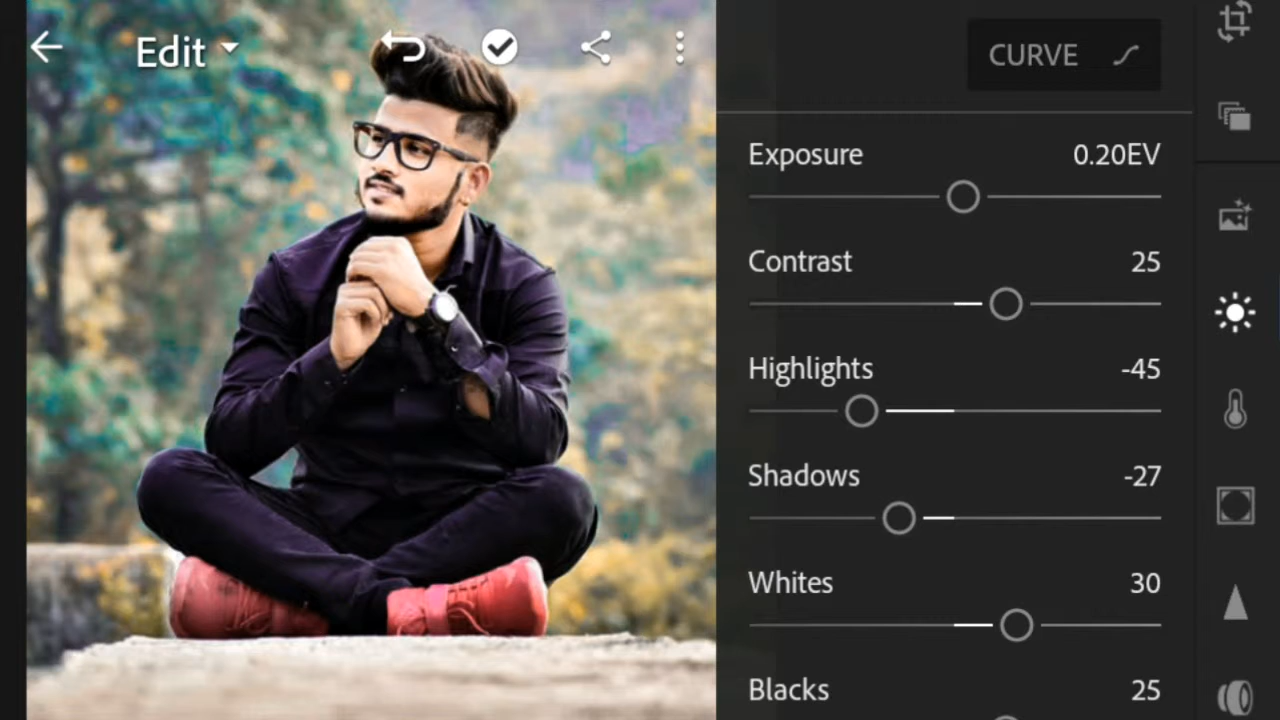 Edit
CURVE
Exposure 0.20EV
Contrast 25
Highlights -45
Shadows -27
Whites 30
Blacks 25